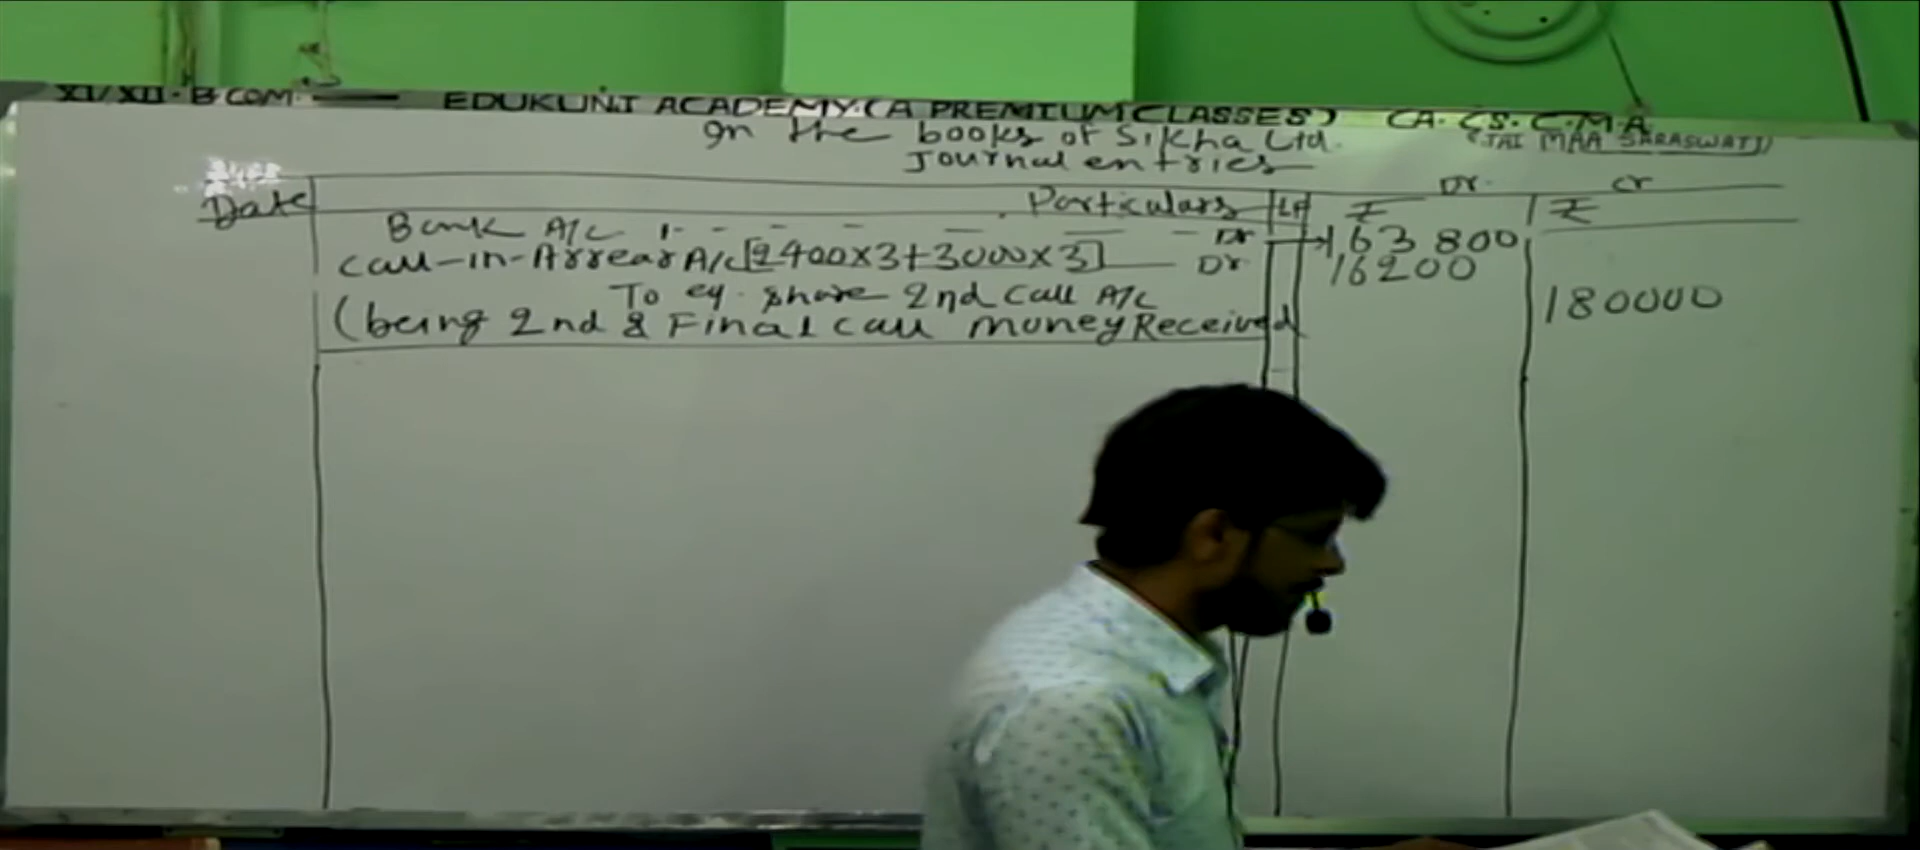 XI/XII. B COM. — EDUKUNJ ACADEMY. (A PREMIUM CLASSES) CA. CS. C.M.A
In the books of Sikha Ltd. (JAI MAA SARASWATI)
Journal entries
Dr. Cr
Date Particulars LF ₹ ₹
Bank A/c Dr 163800
Call-in-Arrear A/c [2400x3+3000x3] Dr 16200
To eq. share 2nd Call A/c 180000
(being 2nd & Final call money Received